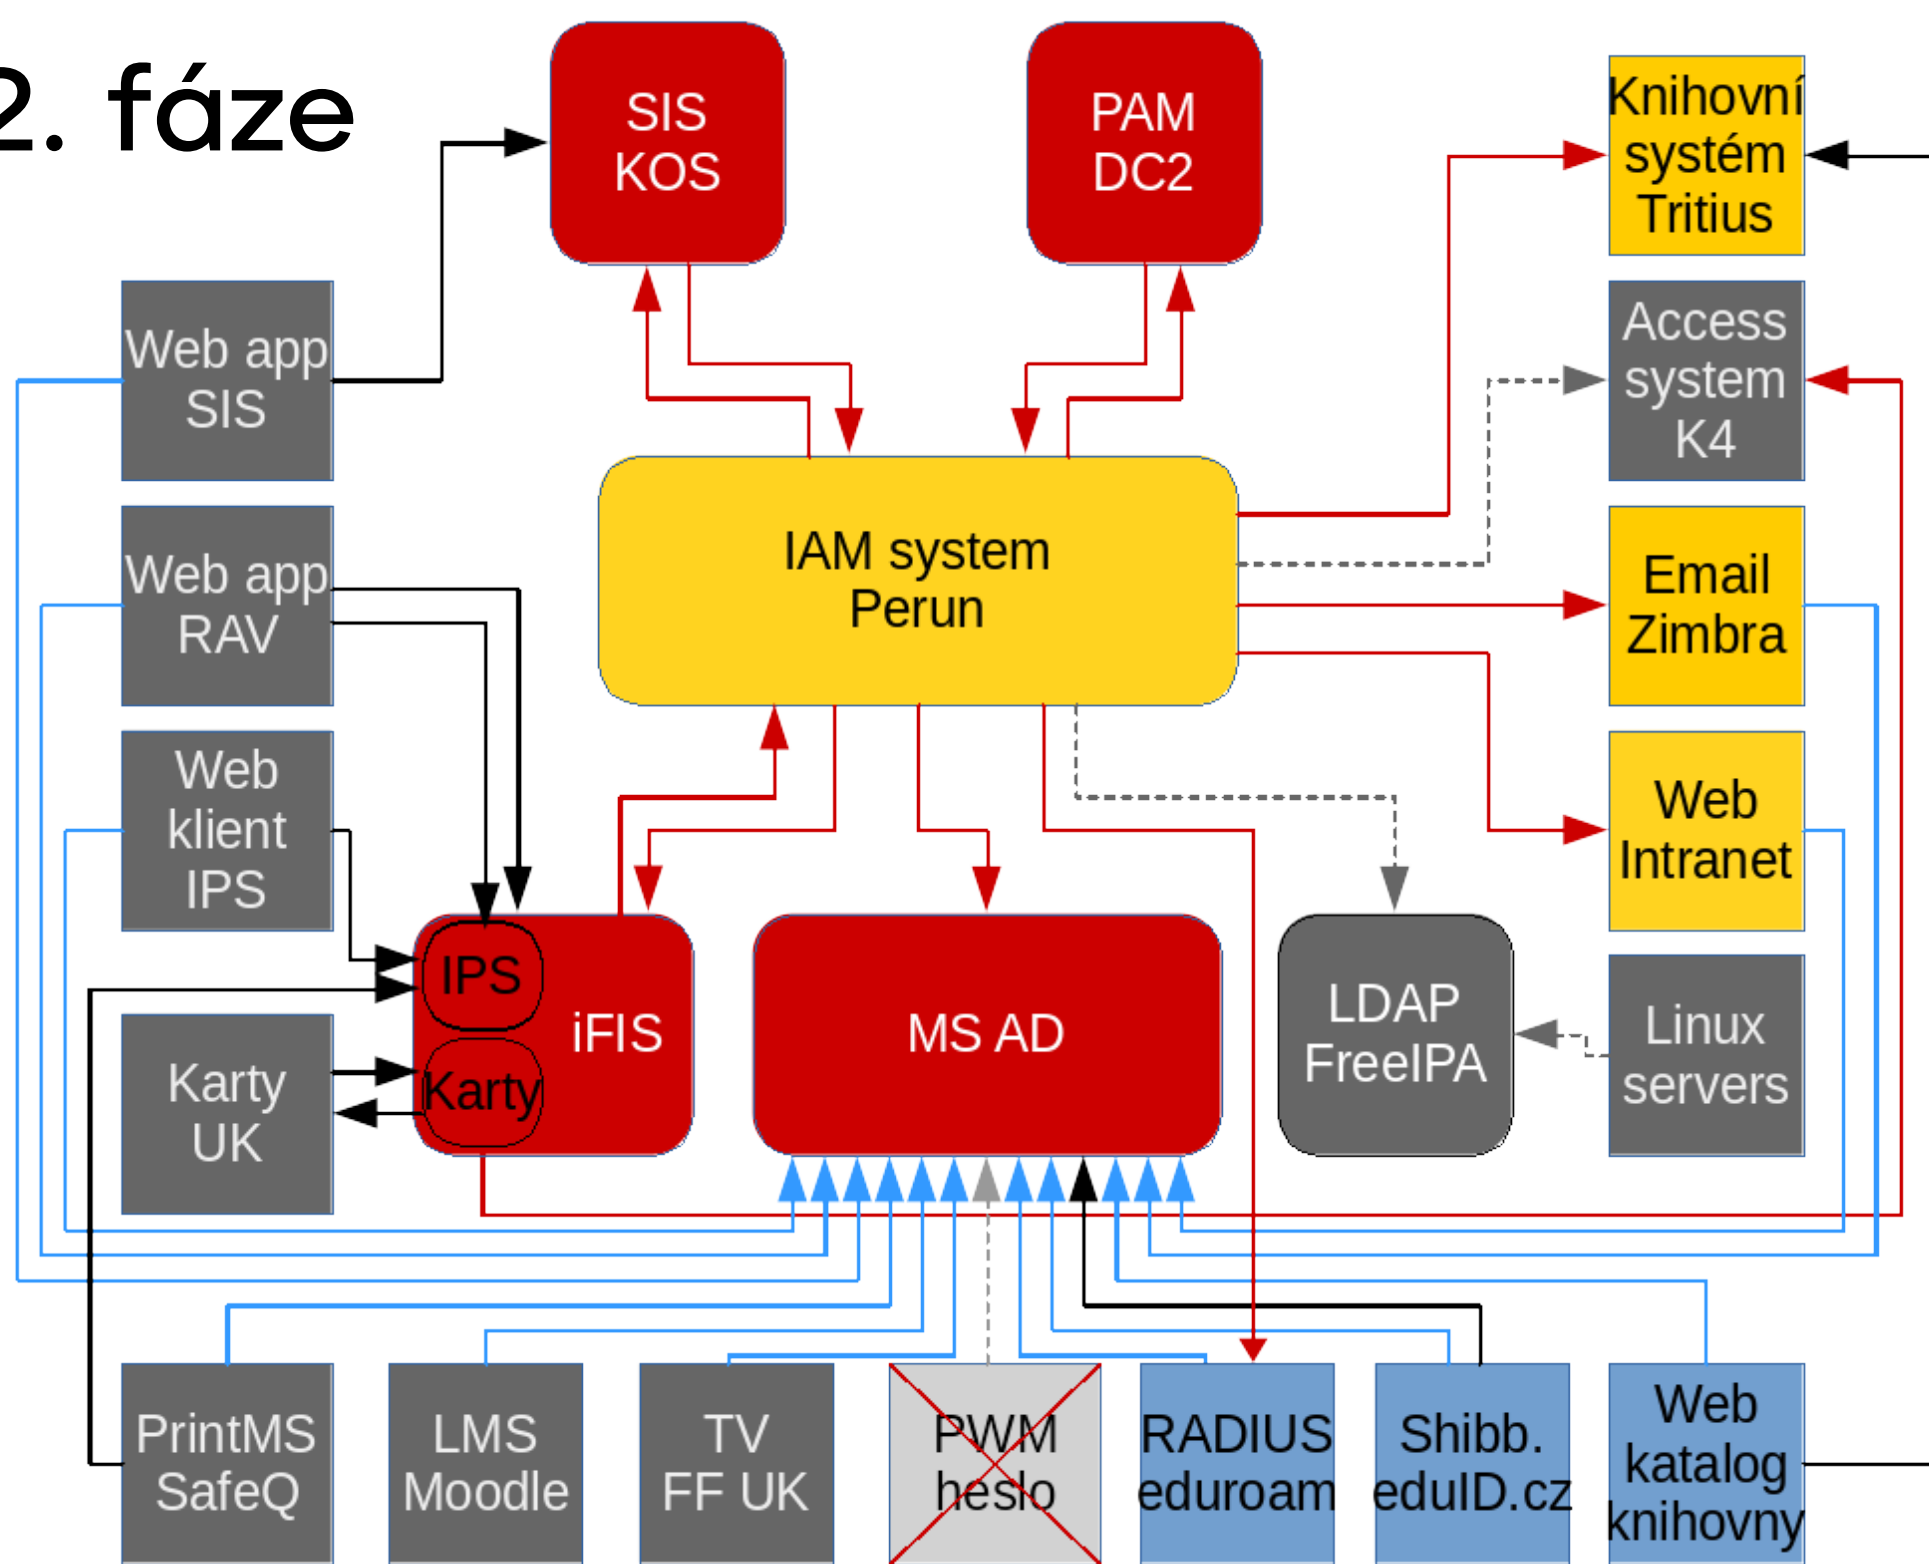 2. fáze
SIS
KOS
PAM
DC2
Knihovní
systém
Tritius
Web app
SIS
Access
system
K4
Web app
RAV
IAM system
Perun
Email
Zimbra
Web
klient
IPS
Web
Intranet
IPS
iFIS
Karty
MS AD
LDAP
FreeIPA
Linux
servers
Karty
UK
PrintMS
SafeQ
LMS
Moodle
TV
FF UK
PWM
heslo
RADIUS
eduroam
Shibb.
eduID.cz
Web
katalog
knihovny